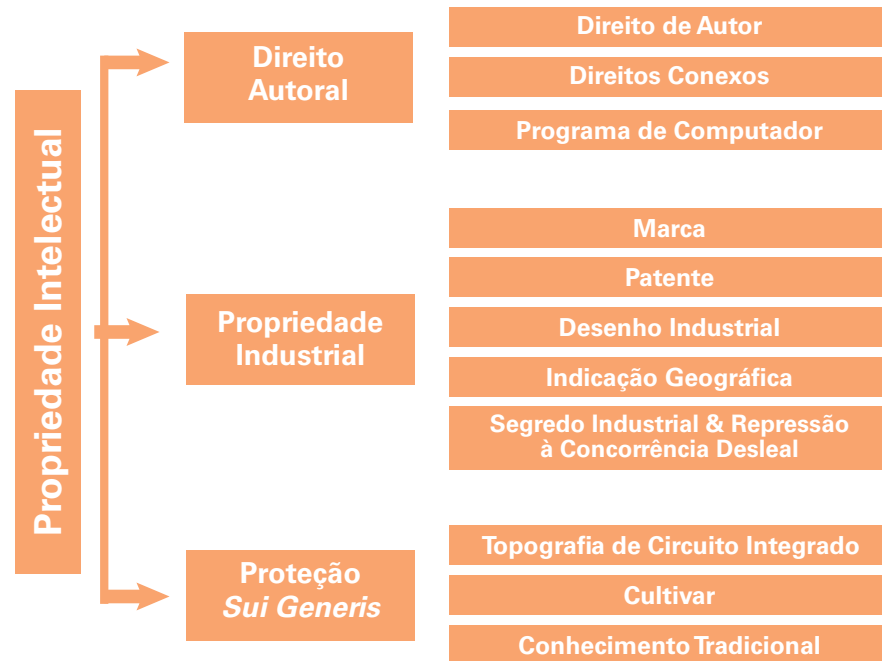 Propriedade Intelectual
Direito
Autoral
Direito de Autor
Direitos Conexos
Programa de Computador
Propriedade
Industrial
Marca
Patente
Desenho Industrial
Indicação Geográfica
Segredo Industrial & Repressão
à Concorrência Desleal
Proteção
Sui Generis
Topografia de Circuito Integrado
Cultivar
Conhecimento Tradicional